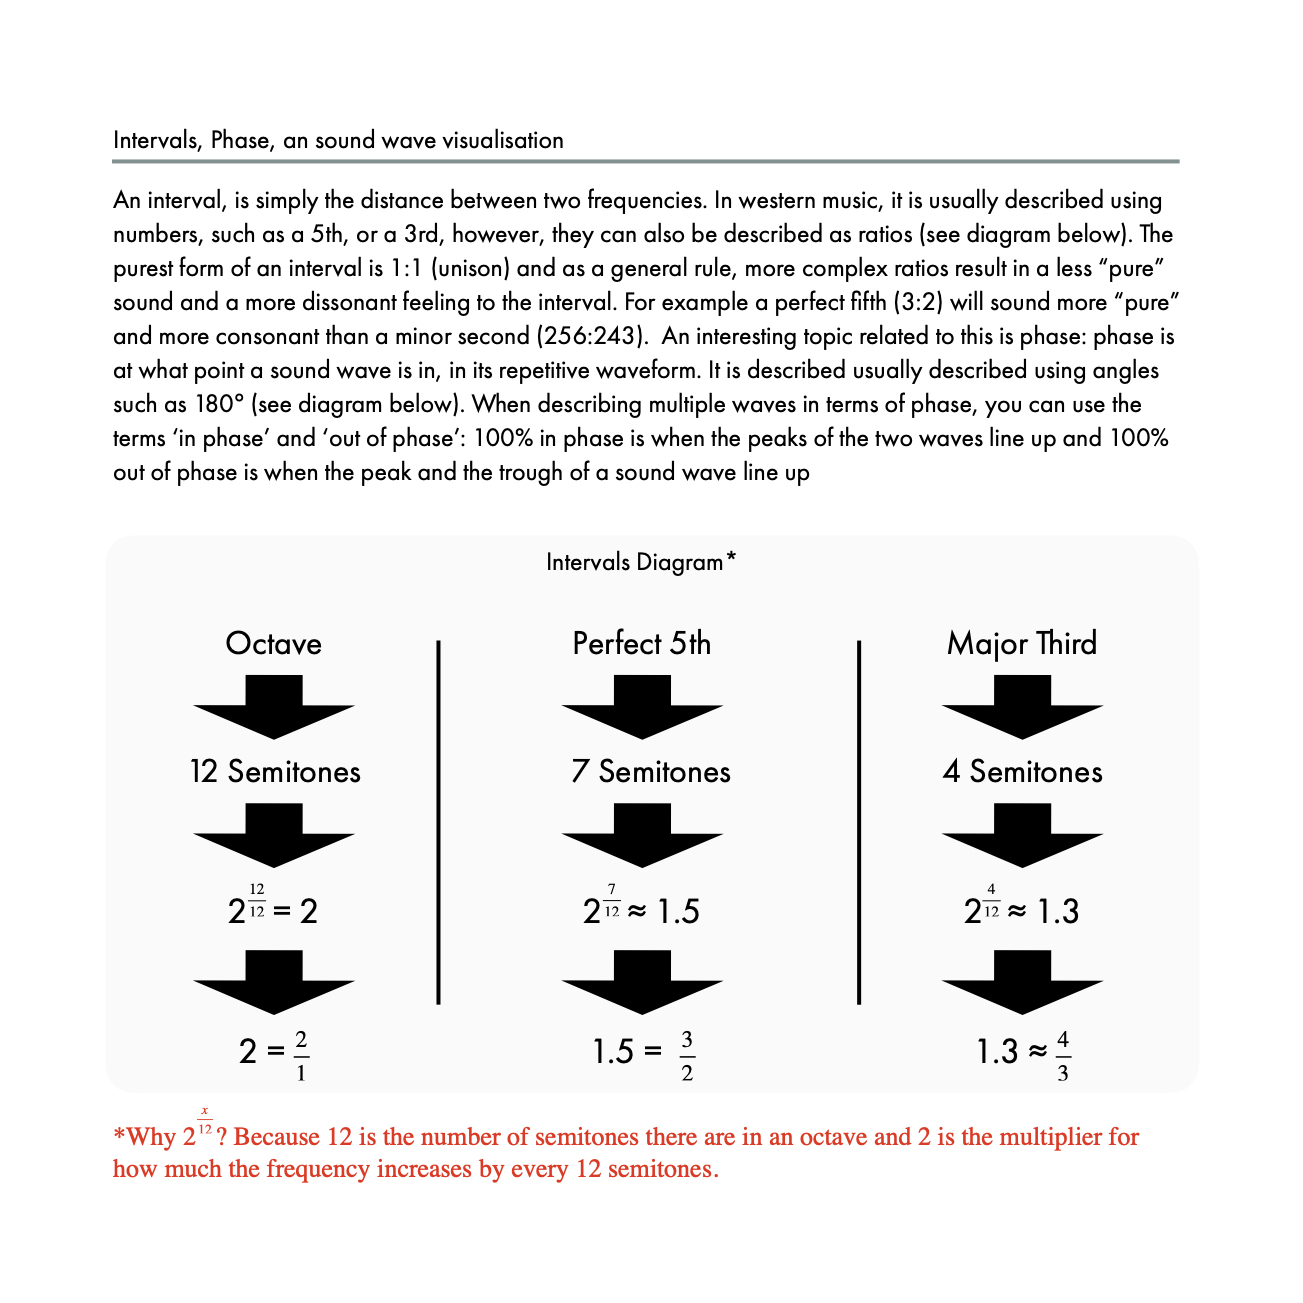 Intervals, Phase, an sound wave visualisation
An interval, is simply the distance between two frequencies. In western music, it is usually described using
numbers, such as a 5th, or a 3rd, however, they can also be described as ratios (see diagram below). The
purest form of an interval is 1:1 (unison) and as a general rule, more complex ratios result in a less “pure”
sound and a more dissonant feeling to the interval. For example a perfect fifth (3:2) will sound more “pure”
and more consonant than a minor second (256:243).  An interesting topic related to this is phase: phase is
at what point a sound wave is in, in its repetitive waveform. It is described usually described using angles
such as 180° (see diagram below). When describing multiple waves in terms of phase, you can use the
terms ‘in phase’ and ‘out of phase’: 100% in phase is when the peaks of the two waves line up and 100%
out of phase is when the peak and the trough of a sound wave line up
Intervals Diagram*
Octave
12 Semitones
2^(12/12) = 2
2 = 2/1
Perfect 5th
7 Semitones
2^(7/12) ≈ 1.5
1.5 = 3/2
Major Third
4 Semitones
2^(4/12) ≈ 1.3
1.3 ≈ 4/3
*Why 2^(x/12)? Because 12 is the number of semitones there are in an octave and 2 is the multiplier for
how much the frequency increases by every 12 semitones.